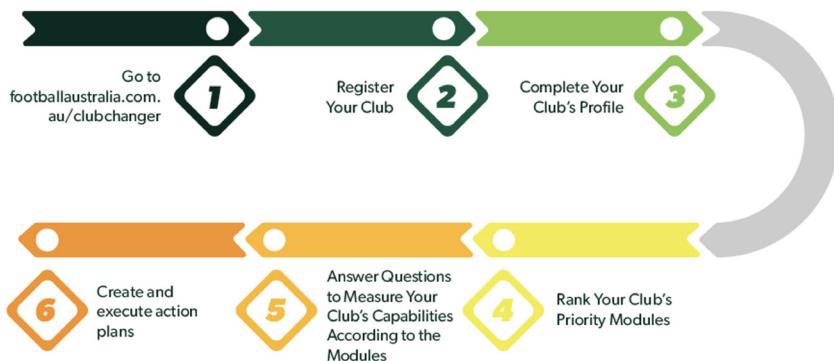 Go to
footballaustralia.com.
au/clubchanger
1
Register
Your Club
2
Complete Your
Club's Profile
3
Rank Your Club's
Priority Modules
4
Answer Questions
to Measure Your
Club's Capabilities
According to the
Modules
5
Create and
execute action
plans
6